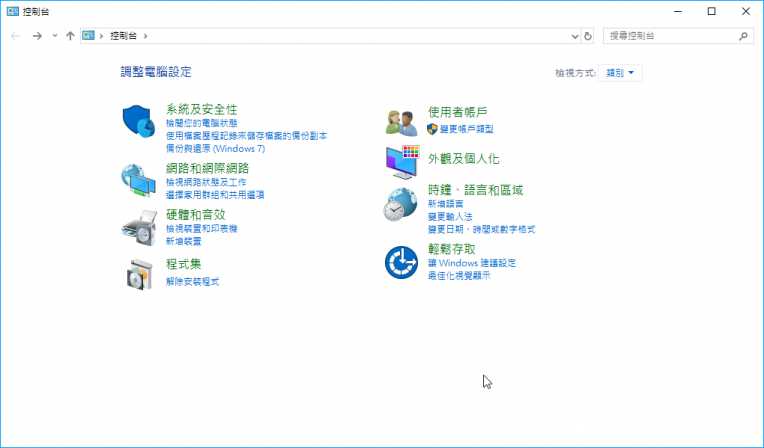 控制台
控制台
搜尋控制台
調整電腦設定
檢視方式: 類別
系統及安全性
檢閱您的電腦狀態
使用檔案歷程記錄來儲存檔案的備份副本
備份與還原 (Windows 7)
網路和網際網路
檢視網路狀態及工作
選擇家用群組和共用選項
硬體和音效
檢視裝置和印表機
新增裝置
程式集
解除安裝程式
使用者帳戶
變更帳戶類型
外觀及個人化
時鐘、語言和區域
新增語言
變更輸入法
變更日期、時間或數字格式
輕鬆存取
讓 Windows 建議設定
最佳化視覺顯示